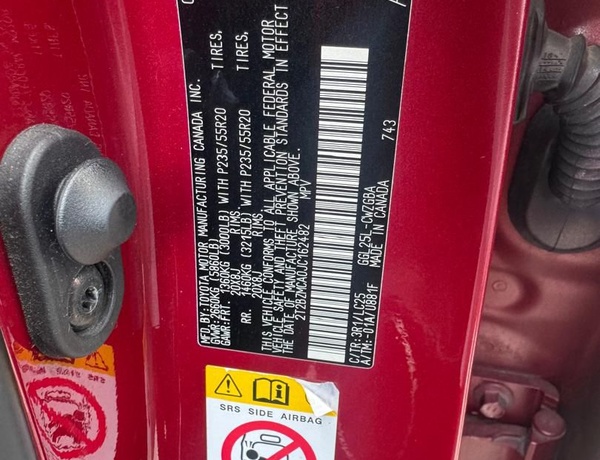 MFD. BY: TOYOTA MOTOR MANUFACTURING CANADA INC.
GVWR: 2660KG (5860LB)
GAWR: FRT. 1360KG (3000LB) WITH P235/55R20 TIRES,
20X8J RIMS,
RR. 1460KG (3215LB) WITH P235/55R20 TIRES,
20X8J RIMS,
THIS VEHICLE CONFORMS TO ALL APPLICABLE FEDERAL MOTOR
VEHICLE SAFETY AND THEFT PREVENTION STANDARDS IN EFFECT
ON THE DATE OF MANUFACTURE SHOWN ABOVE.
2T2BZMCA0JC162482 MPV
C/TR:3R1/LC25 GGL25L-CWZGBA 743
A/TM:-01A/U881F MADE IN CANADA
SRS SIDE AIRBAG